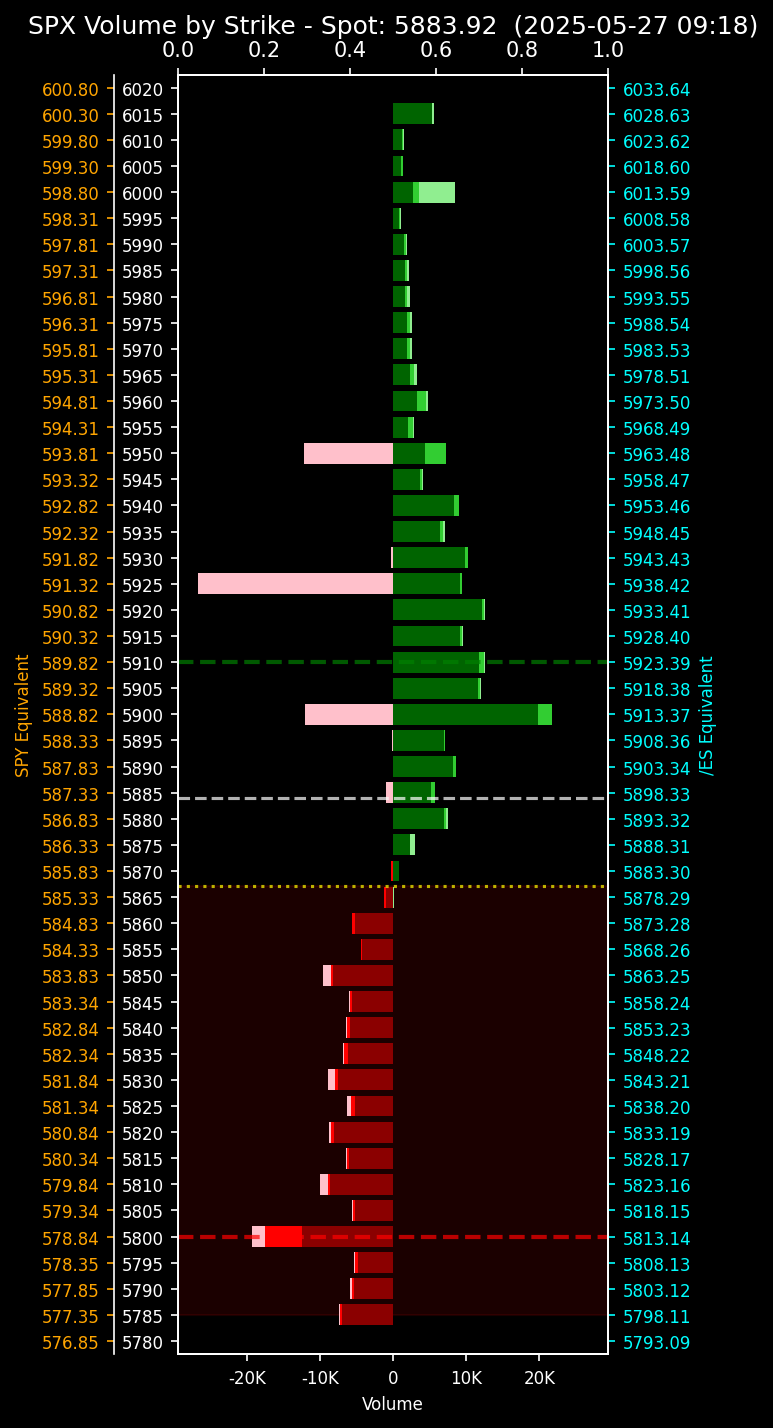 SPX Volume by Strike - Spot: 5883.92 (2025-05-27 09:18)
0.0 0.2 0.4 0.6 0.8 1.0
600.80 6020 6033.64
600.30 6015 6028.63
599.80 6010 6023.62
599.30 6005 6018.60
598.80 6000 6013.59
598.31 5995 6008.58
597.81 5990 6003.57
597.31 5985 5998.56
596.81 5980 5993.55
596.31 5975 5988.54
595.81 5970 5983.53
595.31 5965 5978.51
594.81 5960 5973.50
594.31 5955 5968.49
593.81 5950 5963.48
593.32 5945 5958.47
592.82 5940 5953.46
592.32 5935 5948.45
591.82 5930 5943.43
591.32 5925 5938.42
590.82 5920 5933.41
590.32 5915 5928.40
589.82 5910 5923.39
589.32 5905 5918.38
588.82 5900 5913.37
588.33 5895 5908.36
587.83 5890 5903.34
587.33 5885 5898.33
586.83 5880 5893.32
586.33 5875 5888.31
585.83 5870 5883.30
585.33 5865 5878.29
584.83 5860 5873.28
584.33 5855 5868.26
583.83 5850 5863.25
583.34 5845 5858.24
582.84 5840 5853.23
582.34 5835 5848.22
581.84 5830 5843.21
581.34 5825 5838.20
580.84 5820 5833.19
580.34 5815 5828.17
579.84 5810 5823.16
579.34 5805 5818.15
578.84 5800 5813.14
578.35 5795 5808.13
577.85 5790 5803.12
577.35 5785 5798.11
576.85 5780 5793.09
SPY Equivalent
/ES Equivalent
-20K -10K 0 10K 20K
Volume